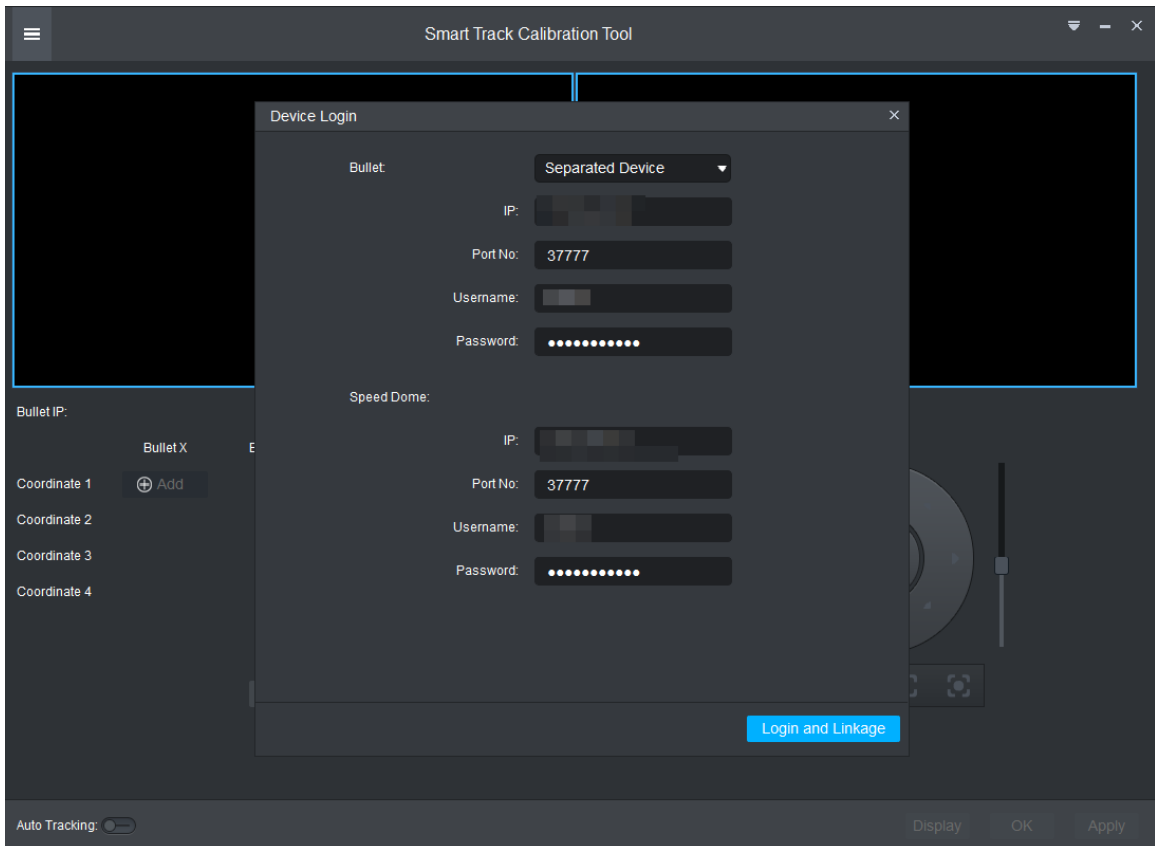 Smart Track Calibration Tool
Device Login
Bullet:
Separated Device
IP:
Port No:
37777
Username:
Password:
●●●●●●●●●●●
Speed Dome:
IP:
Port No:
37777
Username:
Password:
●●●●●●●●●●●
Login and Linkage
Bullet IP:
Bullet X
Coordinate 1
Add
Coordinate 2
Coordinate 3
Coordinate 4
Auto Tracking:
Display
OK
Apply